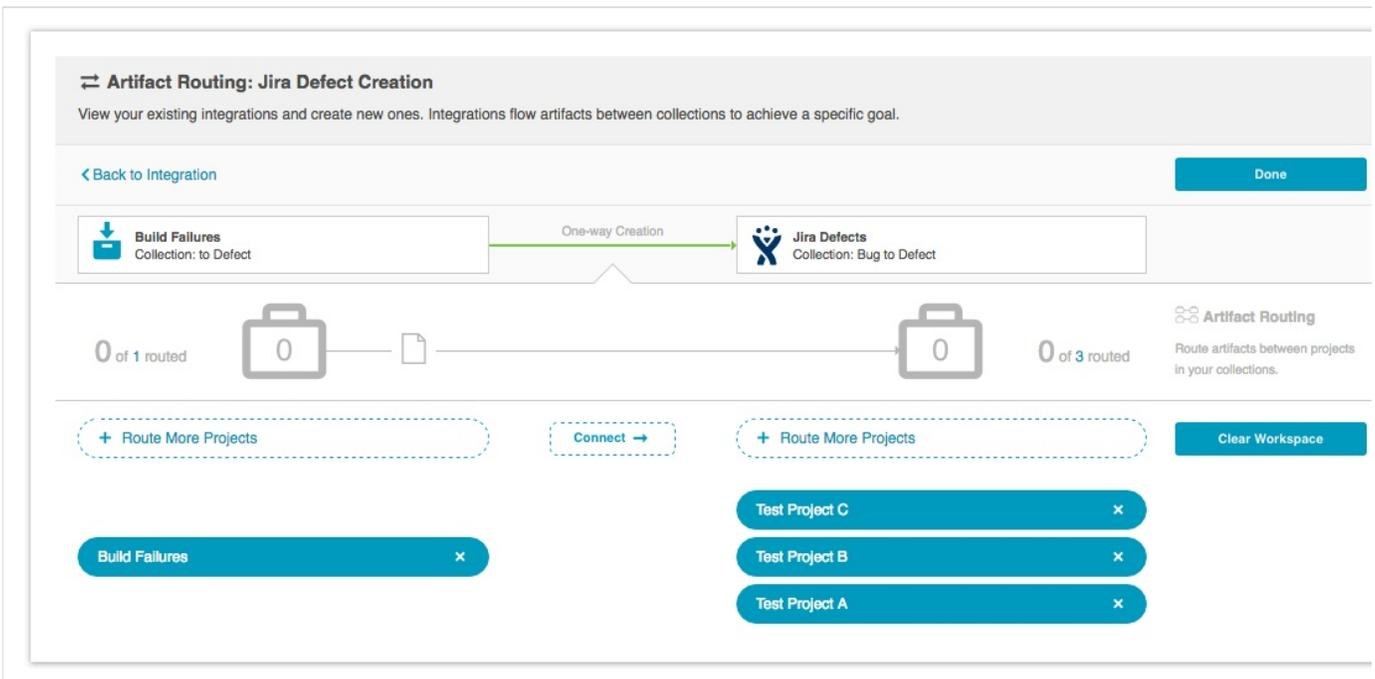 Artifact Routing: Jira Defect Creation
View your existing integrations and create new ones. Integrations flow artifacts between collections to achieve a specific goal.
Back to Integration
Done
Build Failures
Collection: to Defect
One-way Creation
Jira Defects
Collection: Bug to Defect
0 of 1 routed
0
0
0 of 3 routed
Artifact Routing
Route artifacts between projects
in your collections.
+ Route More Projects
Connect →
+ Route More Projects
Clear Workspace
Test Project C ×
Build Failures ×
Test Project B ×
Test Project A ×